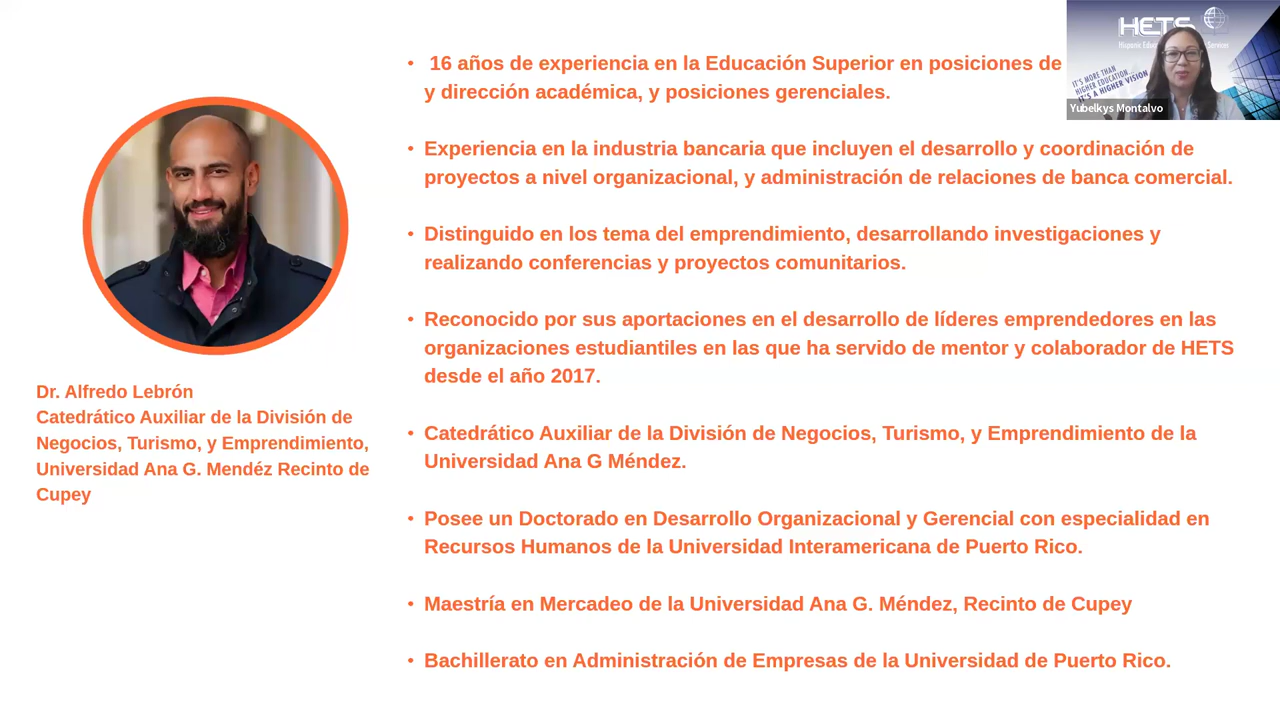 • 16 años de experiencia en la Educación Superior en posiciones de
y dirección académica, y posiciones gerenciales.
• Experiencia en la industria bancaria que incluyen el desarrollo y coordinación de
proyectos a nivel organizacional, y administración de relaciones de banca comercial.
• Distinguido en los tema del emprendimiento, desarrollando investigaciones y
realizando conferencias y proyectos comunitarios.
• Reconocido por sus aportaciones en el desarrollo de líderes emprendedores en las
organizaciones estudiantiles en las que ha servido de mentor y colaborador de HETS
desde el año 2017.
• Catedrático Auxiliar de la División de Negocios, Turismo, y Emprendimiento de la
Universidad Ana G Méndez.
• Posee un Doctorado en Desarrollo Organizacional y Gerencial con especialidad en
Recursos Humanos de la Universidad Interamericana de Puerto Rico.
• Maestría en Mercadeo de la Universidad Ana G. Méndez, Recinto de Cupey
• Bachillerato en Administración de Empresas de la Universidad de Puerto Rico.
Dr. Alfredo Lebrón
Catedrático Auxiliar de la División de
Negocios, Turismo, y Emprendimiento,
Universidad Ana G. Mendéz Recinto de
Cupey
HETS
Hispanic Services
IT'S MORE THAN
HIGHER EDUCATION
IT'S A HIGHER VISION
Yubelkys Montalvo